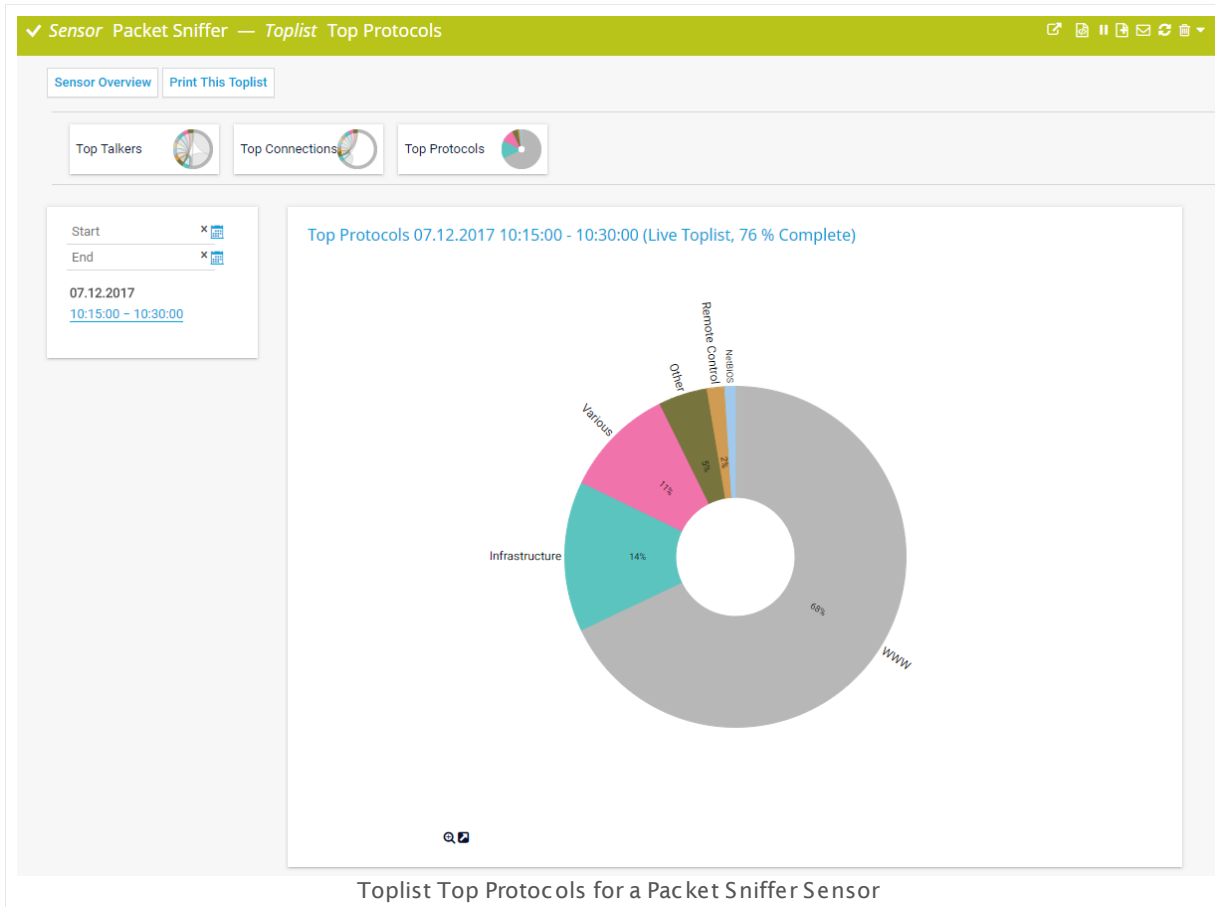 Sensor Packet Sniffer — Toplist Top Protocols
Sensor Overview
Print This Toplist
Top Talkers
Top Connections
Top Protocols
Start
x
End
x
07.12.2017
10:15:00 – 10:30:00
Top Protocols 07.12.2017 10:15:00 - 10:30:00 (Live Toplist, 76 % Complete)
Remote Control
NetBIOS
Other
Various
5%
2%
11%
Infrastructure
14%
68%
WWW
Toplist Top Protocols for a Packet Sniffer Sensor